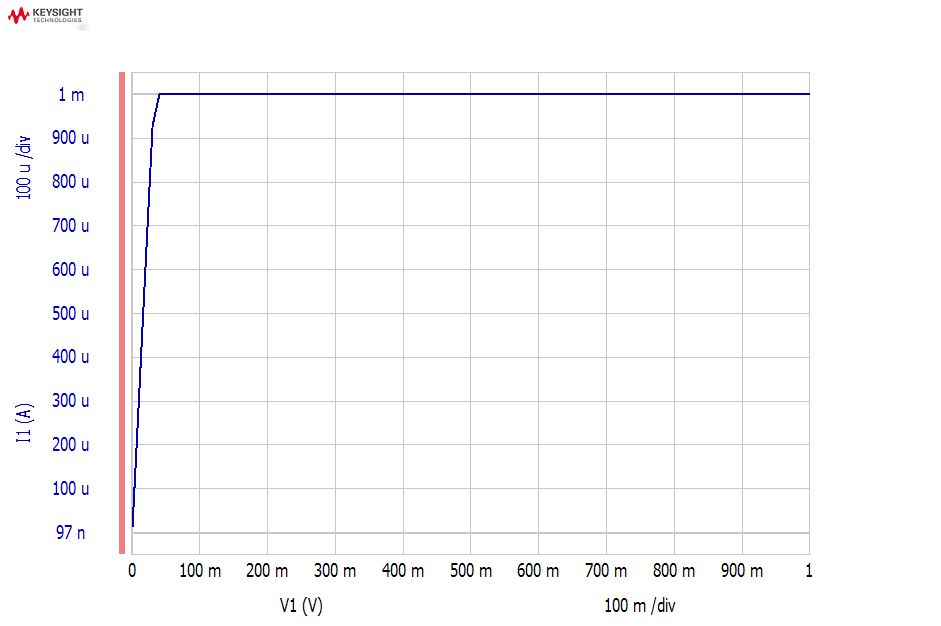 KEYSIGHT
TECHNOLOGIES
100 u /div
I1 (A)
1 m
900 u
800 u
700 u
600 u
500 u
400 u
300 u
200 u
100 u
97 n
0 100 m 200 m 300 m 400 m 500 m 600 m 700 m 800 m 900 m 1
V1 (V) 100 m /div